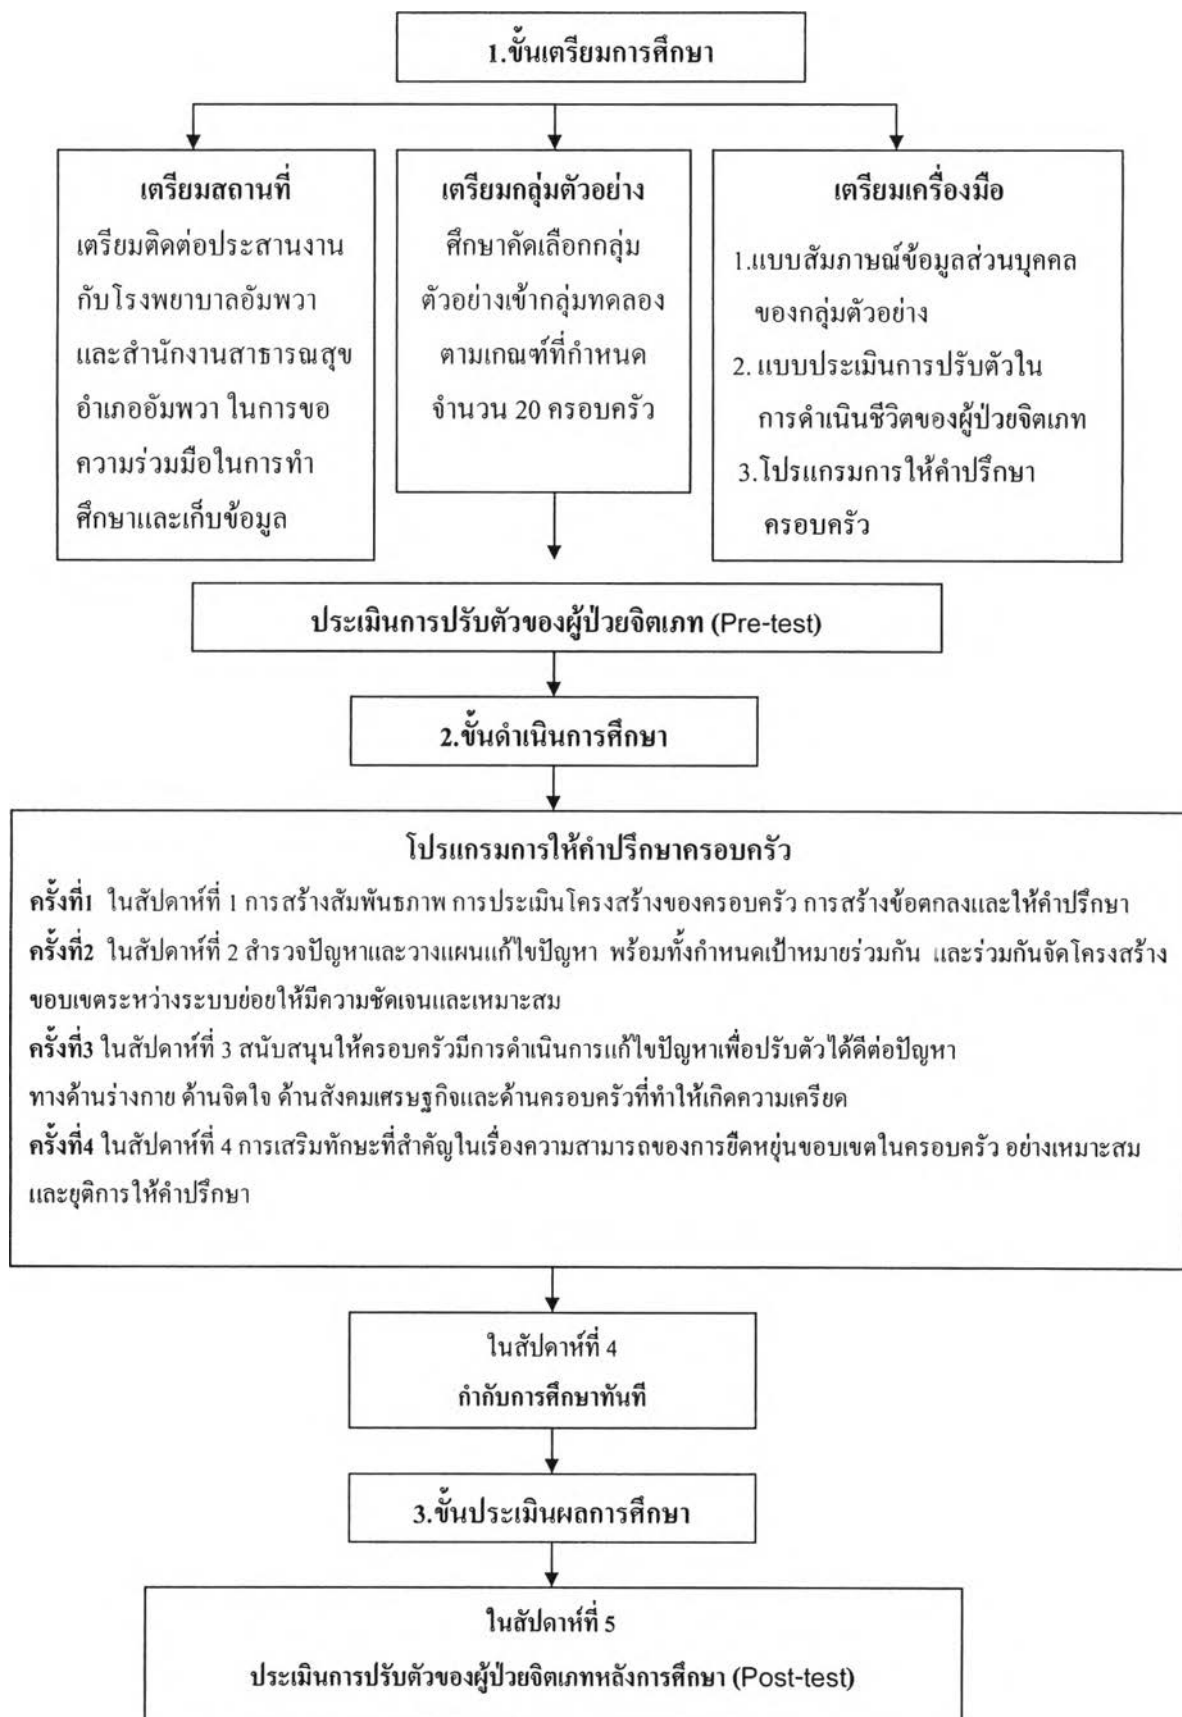 1.ขั้นเตรียมการศึกษา
เตรียมสถานที่
เตรียมติดต่อประสานงาน
กับโรงพยาบาลอัมพวา
และสำนักงานสาธารณสุข
อำเภออัมพวา ในการขอ
ความร่วมมือในการทำ
ศึกษาและเก็บข้อมูล
เตรียมกลุ่มตัวอย่าง
ศึกษาคัดเลือกกลุ่ม
ตัวอย่างเข้ากลุ่มทดลอง
ตามเกณฑ์ที่กำหนด
จำนวน 20 ครอบครัว
เตรียมเครื่องมือ
1.แบบสัมภาษณ์ข้อมูลส่วนบุคคล
ของกลุ่มตัวอย่าง
2. แบบประเมินการปรับตัวใน
การดำเนินชีวิตของผู้ป่วยจิตเภท
3.โปรแกรมการให้คำปรึกษา
ครอบครัว
ประเมินการปรับตัวของผู้ป่วยจิตเภท (Pre-test)
2.ขั้นดำเนินการศึกษา
โปรแกรมการให้คำปรึกษาครอบครัว
ครั้งที่1 ในสัปดาห์ที่ 1 การสร้างสัมพันธภาพ การประเมินโครงสร้างของครอบครัว การสร้างข้อตกลงและให้คำปรึกษา
ครั้งที่2 ในสัปดาห์ที่ 2 สำรวจปัญหาและวางแผนแก้ไขปัญหา พร้อมทั้งกำหนดเป้าหมายร่วมกัน และร่วมกันจัดโครงสร้าง
ขอบเขตระหว่างระบบย่อยให้มีความชัดเจนและเหมาะสม
ครั้งที่3 ในสัปดาห์ที่ 3 สนับสนุนให้ครอบครัวมีการดำเนินการแก้ไขปัญหาเพื่อปรับตัวได้ดีต่อปัญหา
ทางด้านร่างกาย ด้านจิตใจ ด้านสังคมเศรษฐกิจและด้านครอบครัวที่ทำให้เกิดความเครียด
ครั้งที่4 ในสัปดาห์ที่ 4 การเสริมทักษะที่สำคัญในเรื่องความสามารถของการยืดหยุ่นขอบเขตในครอบครัว อย่างเหมาะสม
และยุติการให้คำปรึกษา
ในสัปดาห์ที่ 4
กำกับการศึกษาทันที
3.ขั้นประเมินผลการศึกษา
ในสัปดาห์ที่ 5
ประเมินการปรับตัวของผู้ป่วยจิตเภทหลังการศึกษา (Post-test)